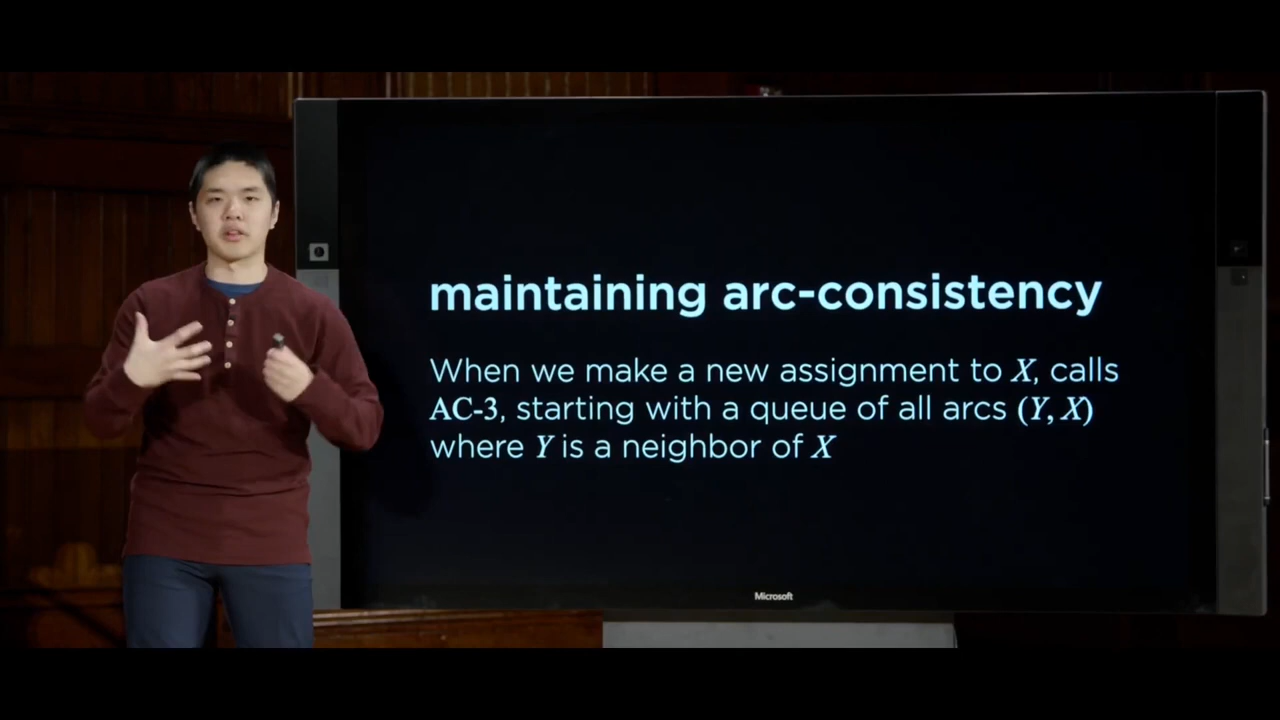 maintaining arc-consistency
When we make a new assignment to X, calls
AC-3, starting with a queue of all arcs (Y, X)
where Y is a neighbor of X
Microsoft